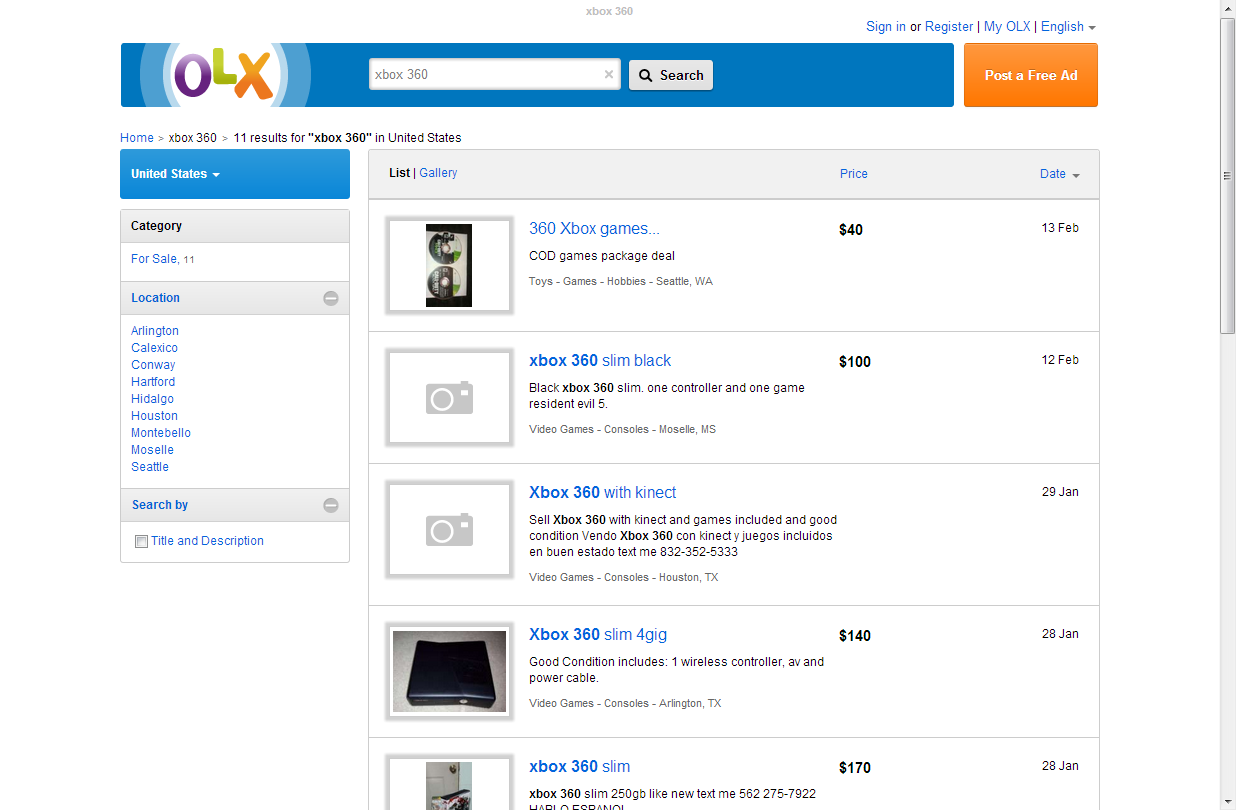 xbox 360
Sign in or Register | My OLX | English
OLX
xbox 360 × Search
Post a Free Ad
Home > xbox 360 > 11 results for "xbox 360" in United States
United States
Category
For Sale, 11
Location
Arlington
Calexico
Conway
Hartford
Hidalgo
Houston
Montebello
Moselle
Seattle
Search by
Title and Description
List | Gallery Price Date
360 Xbox games... $40 13 Feb
COD games package deal
Toys - Games - Hobbies - Seattle, WA
xbox 360 slim black $100 12 Feb
Black xbox 360 slim. one controller and one game
resident evil 5.
Video Games - Consoles - Moselle, MS
Xbox 360 with kinect 29 Jan
Sell Xbox 360 with kinect and games included and good
condition Vendo Xbox 360 con kinect y juegos incluidos
en buen estado text me 832-352-5333
Video Games - Consoles - Houston, TX
Xbox 360 slim 4gig $140 28 Jan
Good Condition includes: 1 wireless controller, av and
power cable.
Video Games - Consoles - Arlington, TX
xbox 360 slim $170 28 Jan
xbox 360 slim 250gb like new text me 562 275-7922
HABLO ESPANOL